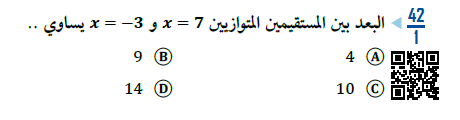 42/1 ◀ البعد بين المستقيمين المتوازيين x = 7 و x = −3 يساوي ..
4 (A) 9 (B)
10 (C) 14 (D)